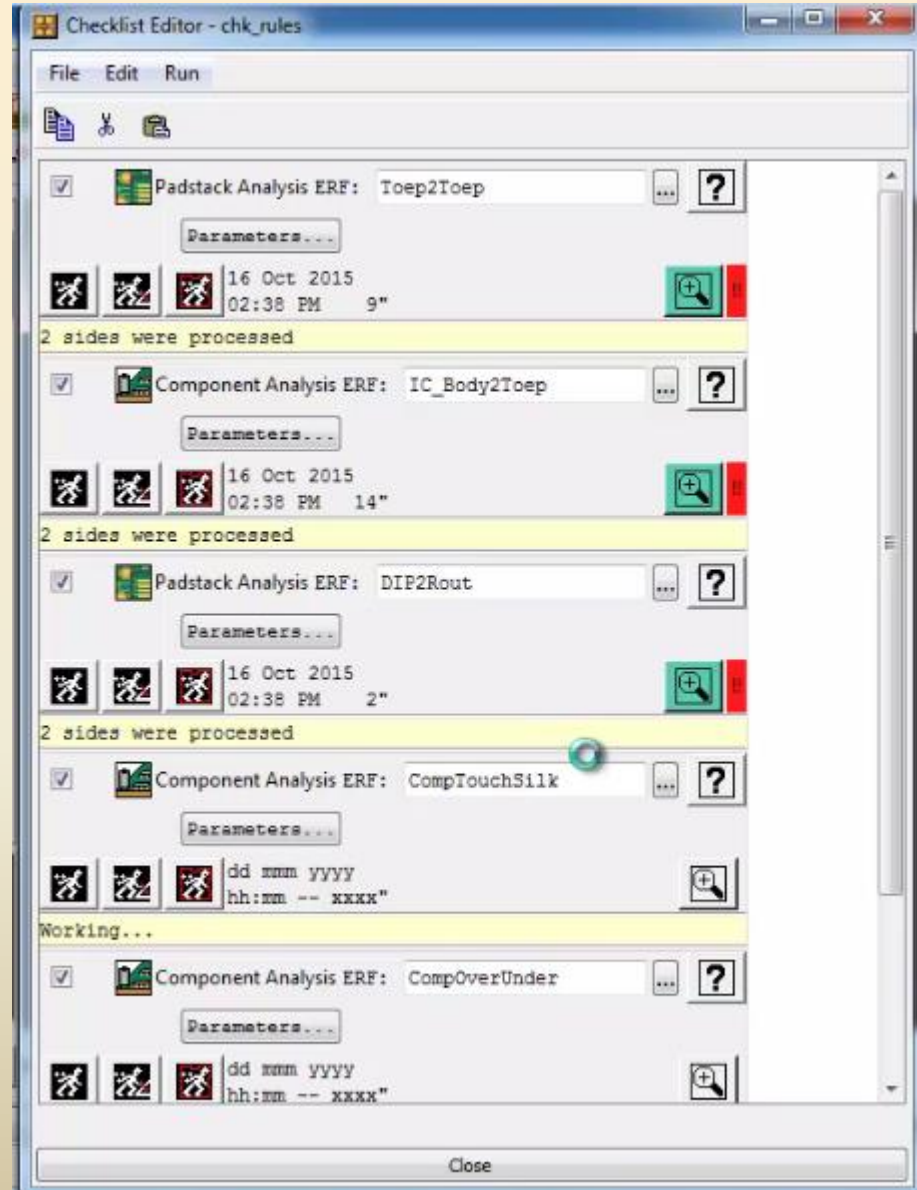 Checklist Editor - chk_rules
File Edit Run
Padstack Analysis ERF: Toep2Toep ... ?
Parameters...
16 Oct 2015
02:38 PM 9"
2 sides were processed
Component Analysis ERF: IC_Body2Toep ... ?
Parameters...
16 Oct 2015
02:38 PM 14"
2 sides were processed
Padstack Analysis ERF: DIP2Rout ... ?
Parameters...
16 Oct 2015
02:38 PM 2"
2 sides were processed
Component Analysis ERF: CompTouchSilk ... ?
Parameters...
dd mmm yyyy
hh:mm -- xxxx"
Working...
Component Analysis ERF: CompOverUnder ... ?
Parameters...
dd mmm yyyy
hh:mm -- xxxx"
Close